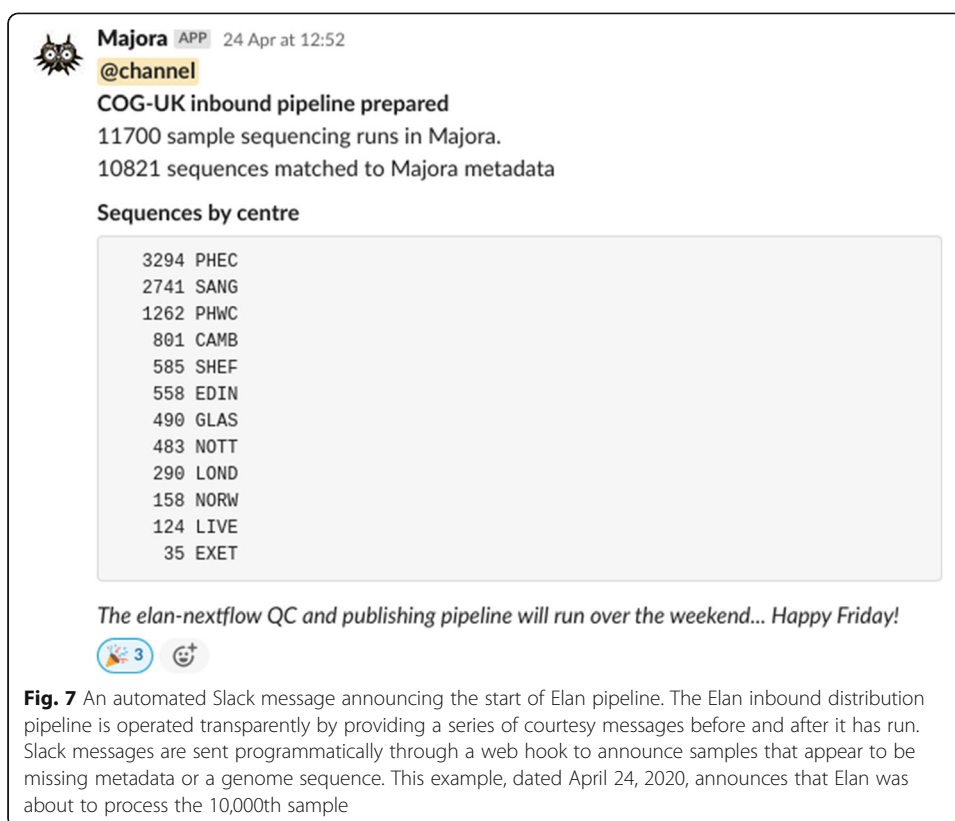 Majora APP 24 Apr at 12:52
@channel
COG-UK inbound pipeline prepared
11700 sample sequencing runs in Majora.
10821 sequences matched to Majora metadata
Sequences by centre
3294 PHEC
2741 SANG
1262 PHWC
801 CAMB
585 SHEF
558 EDIN
490 GLAS
483 NOTT
290 LOND
158 NORW
124 LIVE
35 EXET
The elan-nextflow QC and publishing pipeline will run over the weekend... Happy Friday!
3
Fig. 7 An automated Slack message announcing the start of Elan pipeline. The Elan inbound distribution
pipeline is operated transparently by providing a series of courtesy messages before and after it has run.
Slack messages are sent programmatically through a web hook to announce samples that appear to be
missing metadata or a genome sequence. This example, dated April 24, 2020, announces that Elan was
about to process the 10,000th sample